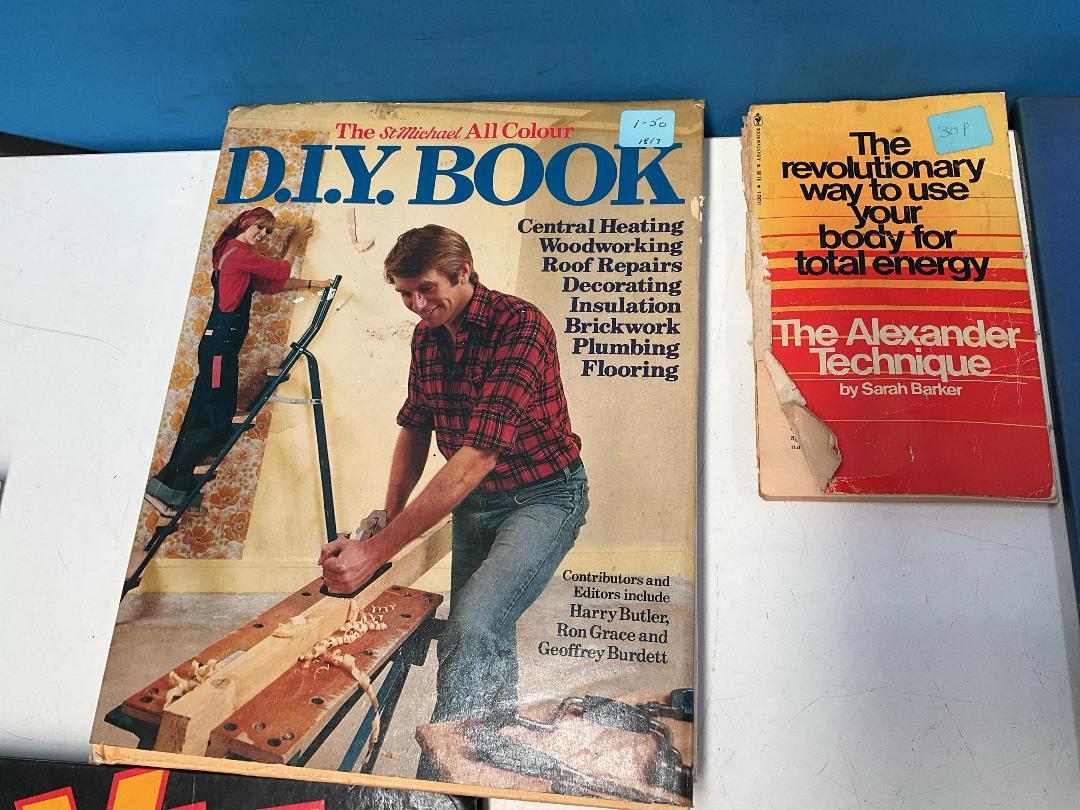 The St Michael All Colour
D.I.Y. BOOK
1-50
18/7
Central Heating
Woodworking
Roof Repairs
Decorating
Insulation
Brickwork
Plumbing
Flooring
Contributors and
Editors include
Harry Butler,
Ron Grace and
Geoffrey Burdett
30P
The
revolutionary
way to use
your
body for
total energy
The Alexander
Technique
by Sarah Barker